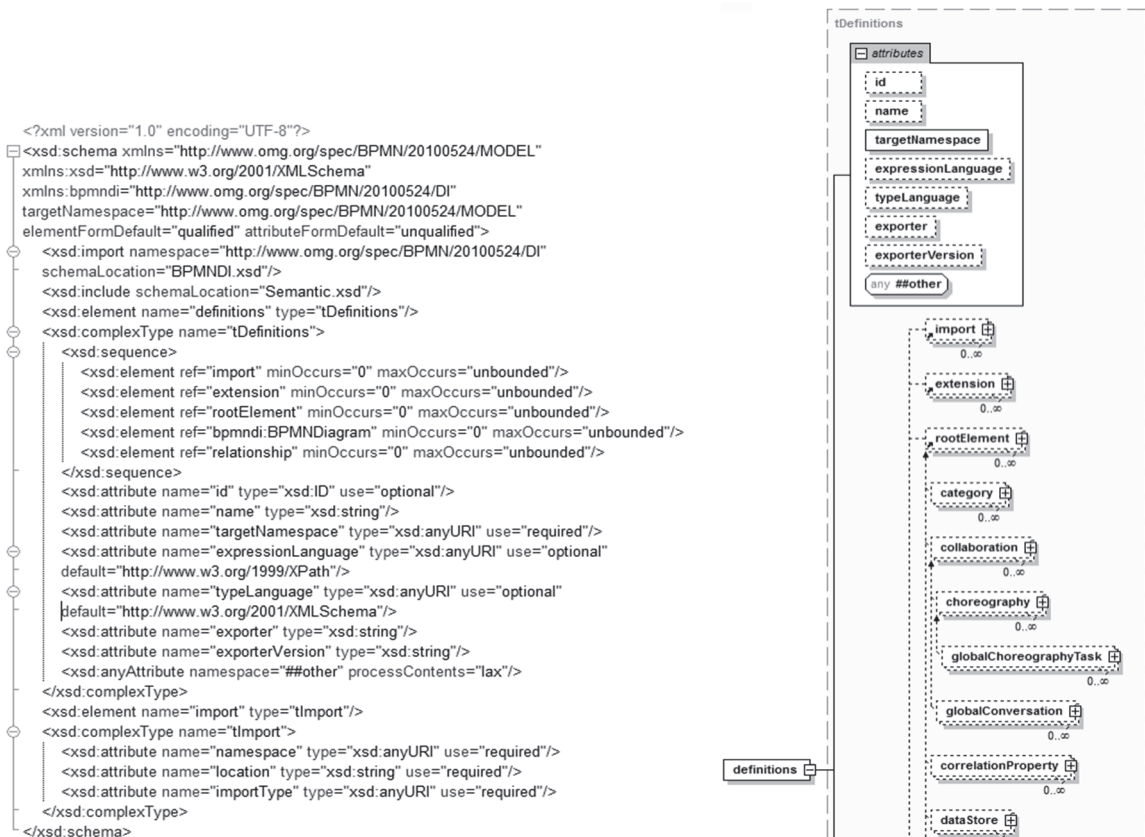 <?xml version="1.0" encoding="UTF-8"?>
<xsd:schema xmlns="http://www.omg.org/spec/BPMN/20100524/MODEL"
xmlns:xsd="http://www.w3.org/2001/XMLSchema"
xmlns:bpmndi="http://www.omg.org/spec/BPMN/20100524/DI"
targetNamespace="http://www.omg.org/spec/BPMN/20100524/MODEL"
elementFormDefault="qualified" attributeFormDefault="unqualified">
<xsd:import namespace="http://www.omg.org/spec/BPMN/20100524/DI"
schemaLocation="BPMNDI.xsd"/>
<xsd:include schemaLocation="Semantic.xsd"/>
<xsd:element name="definitions" type="tDefinitions"/>
<xsd:complexType name="tDefinitions">
<xsd:sequence>
<xsd:element ref="import" minOccurs="0" maxOccurs="unbounded"/>
<xsd:element ref="extension" minOccurs="0" maxOccurs="unbounded"/>
<xsd:element ref="rootElement" minOccurs="0" maxOccurs="unbounded"/>
<xsd:element ref="bpmndi:BPMNDiagram" minOccurs="0" maxOccurs="unbounded"/>
<xsd:element ref="relationship" minOccurs="0" maxOccurs="unbounded"/>
</xsd:sequence>
<xsd:attribute name="id" type="xsd:ID" use="optional"/>
<xsd:attribute name="name" type="xsd:string"/>
<xsd:attribute name="targetNamespace" type="xsd:anyURI" use="required"/>
<xsd:attribute name="expressionLanguage" type="xsd:anyURI" use="optional"
default="http://www.w3.org/1999/XPath"/>
<xsd:attribute name="typeLanguage" type="xsd:anyURI" use="optional"
default="http://www.w3.org/2001/XMLSchema"/>
<xsd:attribute name="exporter" type="xsd:string"/>
<xsd:attribute name="exporterVersion" type="xsd:string"/>
<xsd:anyAttribute namespace="##other" processContents="lax"/>
</xsd:complexType>
<xsd:element name="import" type="tImport"/>
<xsd:complexType name="tImport">
<xsd:attribute name="namespace" type="xsd:anyURI" use="required"/>
<xsd:attribute name="location" type="xsd:string" use="required"/>
<xsd:attribute name="importType" type="xsd:anyURI" use="required"/>
</xsd:complexType>
</xsd:schema>
definitions
tDefinitions
attributes
id
name
targetNamespace
expressionLanguage
typeLanguage
exporter
exporterVersion
any ##other
import
0..∞
extension
0..∞
rootElement
0..∞
category
0..∞
collaboration
0..∞
choreography
0..∞
globalChoreographyTask
0..∞
globalConversation
0..∞
correlationProperty
0..∞
dataStore